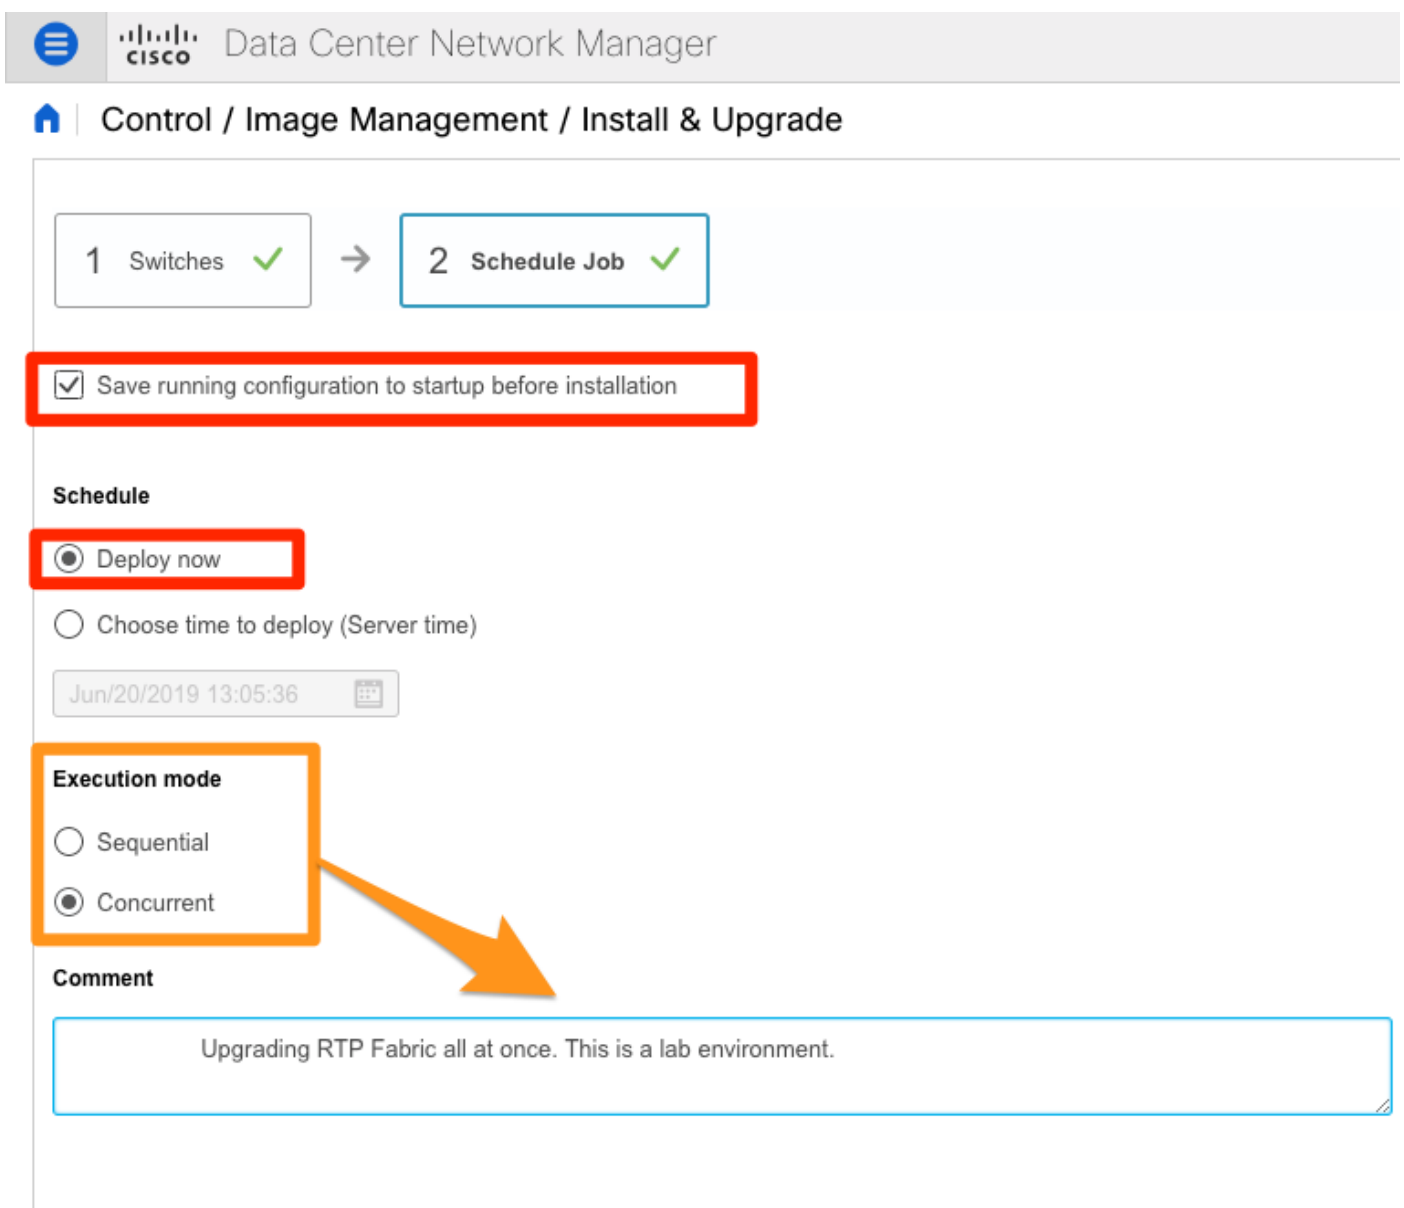 cisco Data Center Network Manager
Control / Image Management / Install & Upgrade
1 Switches → 2 Schedule Job
Save running configuration to startup before installation
Schedule
Deploy now
Choose time to deploy (Server time)
Jun/20/2019 13:05:36
Execution mode
Sequential
Concurrent
Comment
Upgrading RTP Fabric all at once. This is a lab environment.